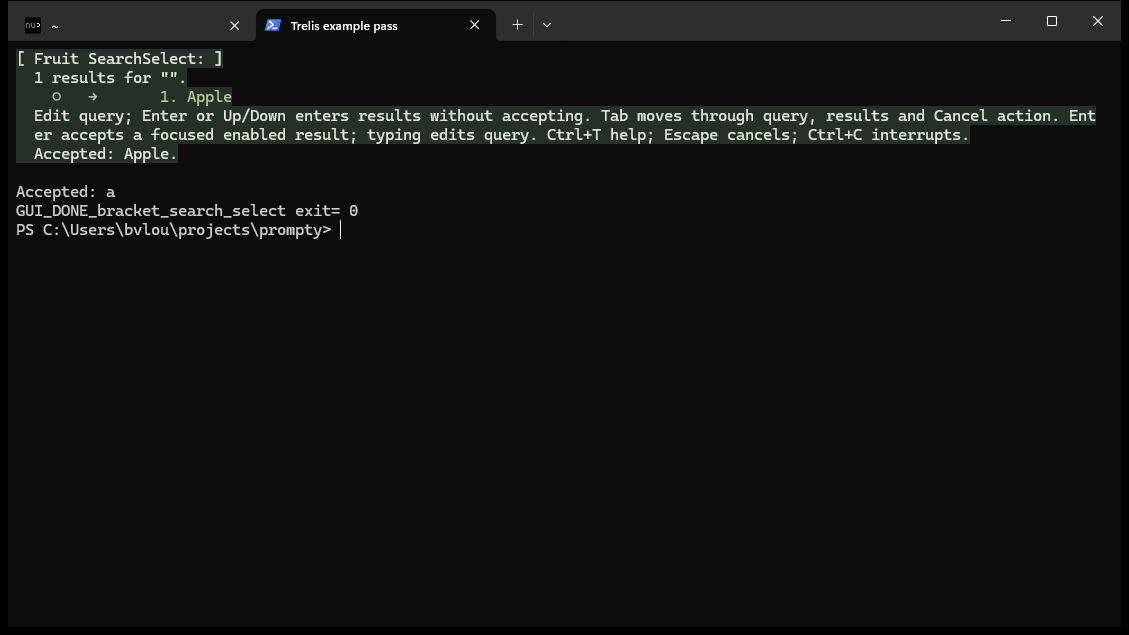 nu> ~
Trelis example pass
[ Fruit SearchSelect: ]
1 results for "".
○ → 1. Apple
Edit query; Enter or Up/Down enters results without accepting. Tab moves through query, results and Cancel action. Ent
er accepts a focused enabled result; typing edits query. Ctrl+T help; Escape cancels; Ctrl+C interrupts.
Accepted: Apple.
Accepted: a
GUI_DONE_bracket_search_select exit= 0
PS C:\Users\bvlou\projects\prompty>